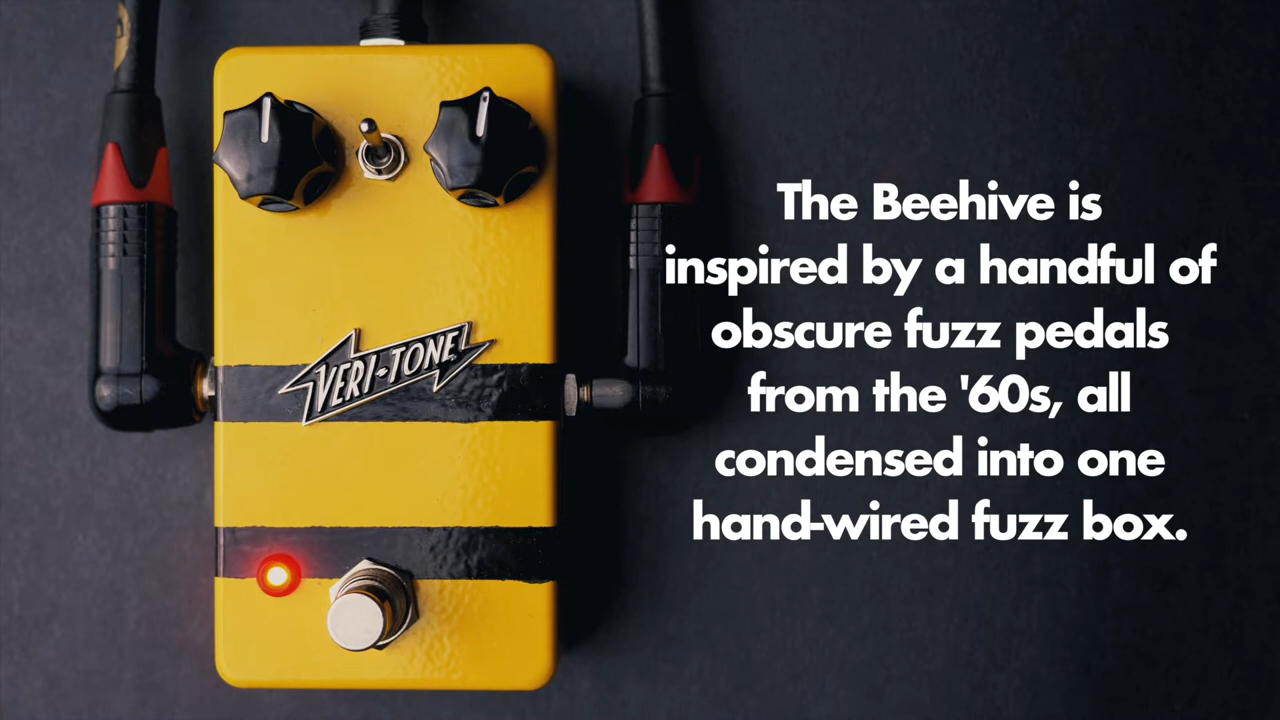 VERI-TONE
The Beehive is
inspired by a handful of
obscure fuzz pedals
from the '60s, all
condensed into one
hand-wired fuzz box.